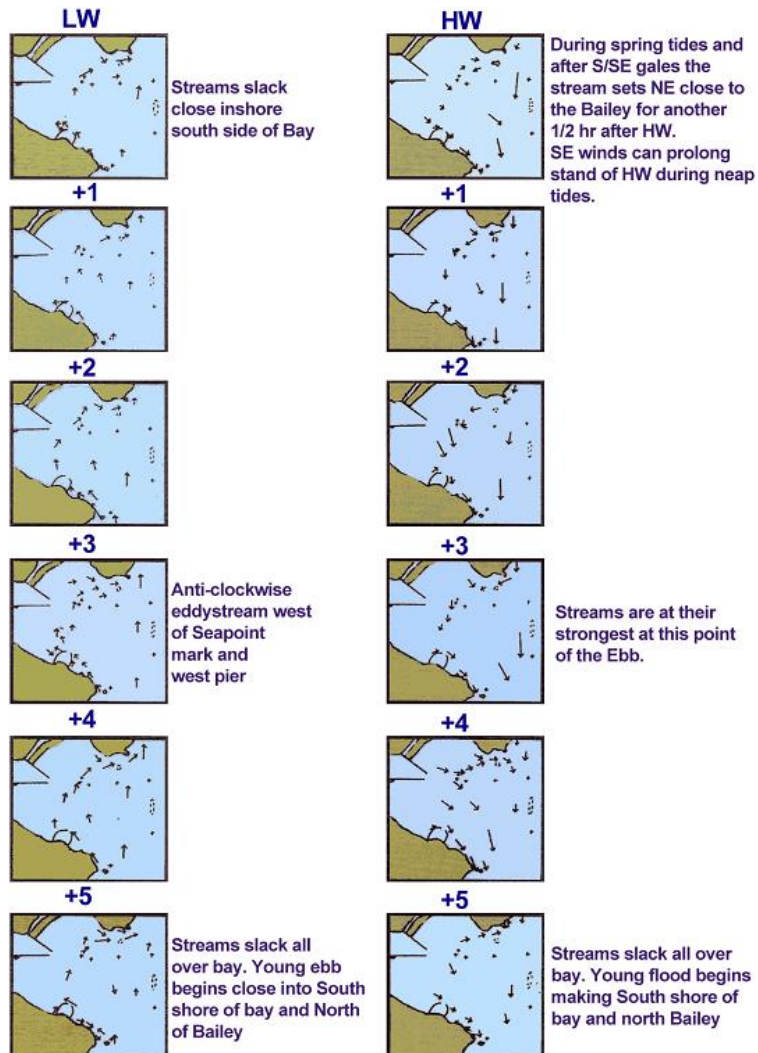 LW
Streams slack
close inshore
south side of Bay
+1
+2
+3
Anti-clockwise
eddystream west
of Seapoint
mark and
west pier
+4
+5
Streams slack all
over bay. Young ebb
begins close into South
shore of bay and North
of Bailey
HW
During spring tides and
after S/SE gales the
stream sets NE close to
the Bailey for another
1/2 hr after HW.
SE winds can prolong
stand of HW during neap
tides.
+1
+2
+3
Streams are at their
strongest at this point
of the Ebb.
+4
+5
Streams slack all over
bay. Young flood begins
making South shore of
bay and north Bailey